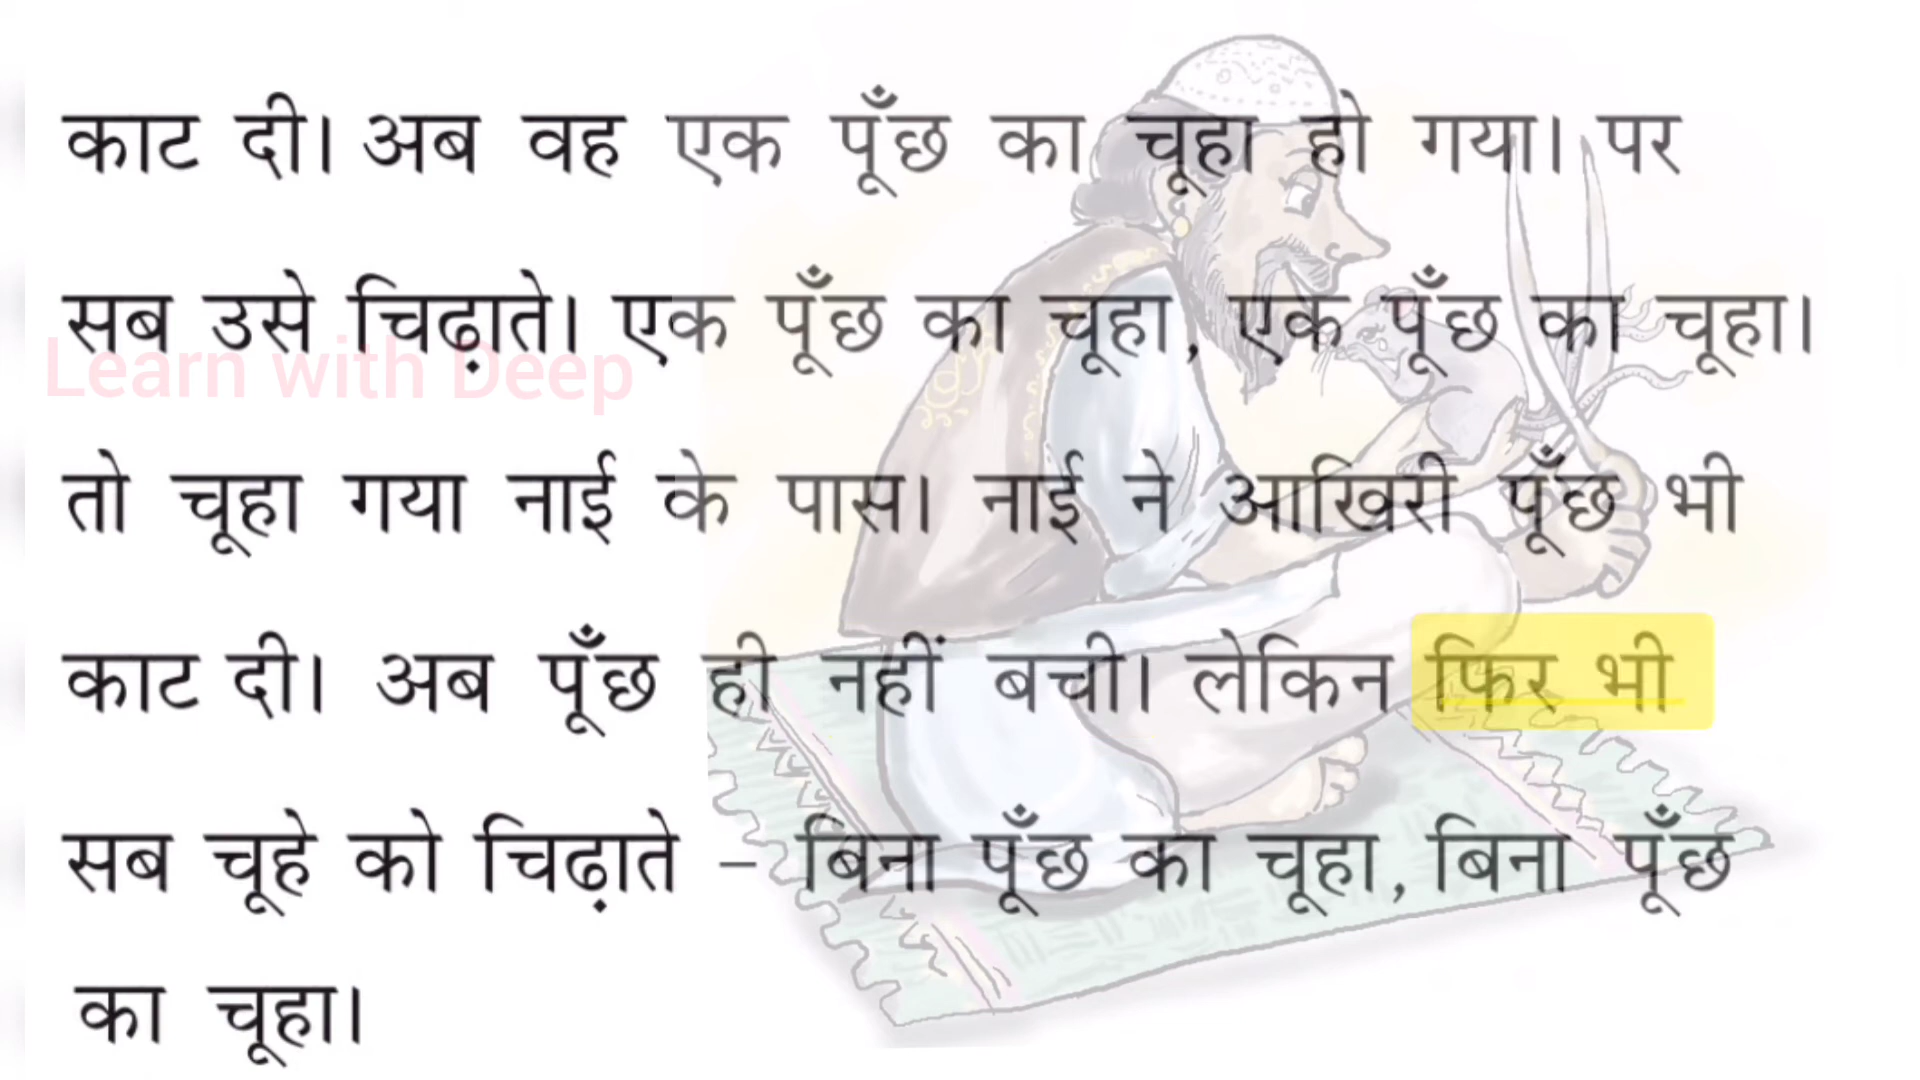 काट दी। अब वह एक पूँछ का चूहा हो गया। पर
सब उसे चिढ़ाते। एक पूँछ का चूहा, एक पूँछ का चूहा।
Learn with Deep
तो चूहा गया नाई के पास। नाई ने आखिरी पूँछ भी
काट दी। अब पूँछ ही नहीं बची। लेकिन फिर भी
सब चूहे को चिढ़ाते – बिना पूँछ का चूहा, बिना पूँछ
का चूहा।